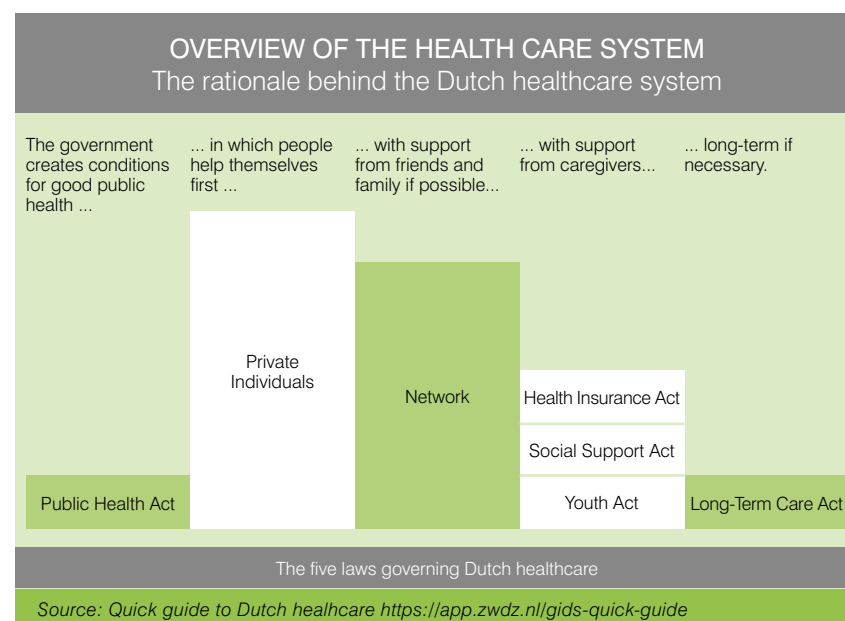 OVERVIEW OF THE HEALTH CARE SYSTEM
The rationale behind the Dutch healthcare system
The government
creates conditions
for good public
health ...
... in which people
help themselves
first ...
... with support
from friends and
family if possible...
... with support
from caregivers...
... long-term if
necessary.
Private
Individuals
Network
Health Insurance Act
Social Support Act
Public Health Act
Youth Act
Long-Term Care Act
The five laws governing Dutch healthcare
Source: Quick guide to Dutch healhcare https://app.zwdz.nl/gids-quick-guide